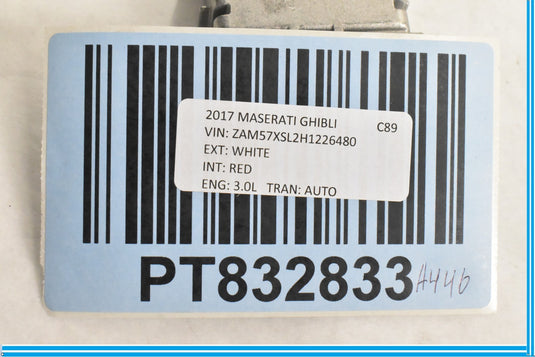 2017 MASERATI GHIBLI C89
VIN: ZAM57XSL2H1226480
EXT: WHITE
INT: RED
ENG: 3.0L TRAN: AUTO
PT832833 A446